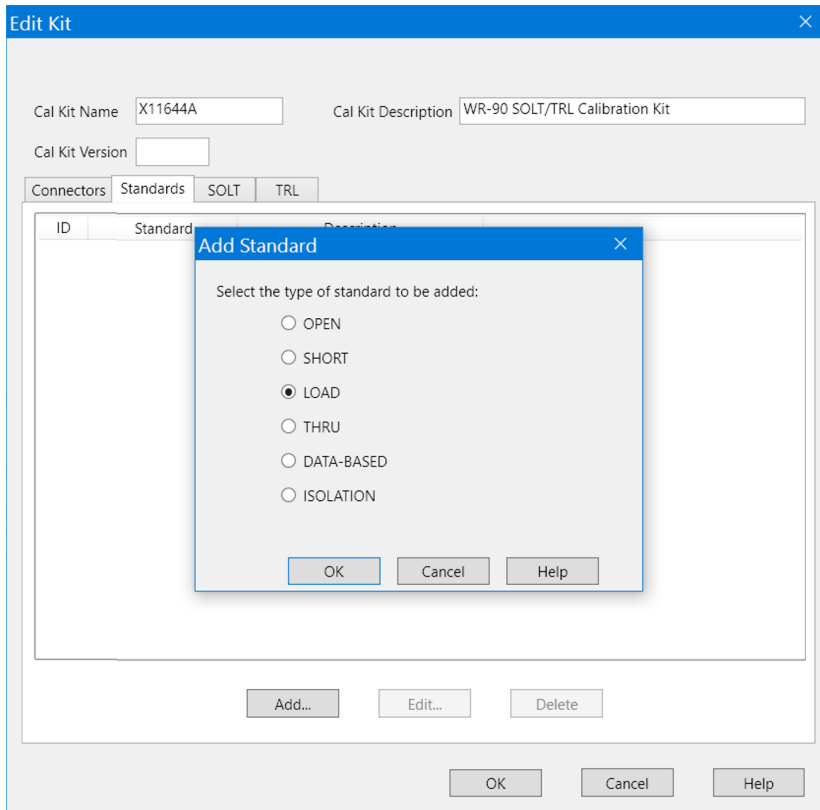 Edit Kit
Cal Kit Name X11644A Cal Kit Description WR-90 SOLT/TRL Calibration Kit
Cal Kit Version
Connectors Standards SOLT TRL
ID Standard Description
Add Standard
Select the type of standard to be added:
OPEN
SHORT
LOAD
THRU
DATA-BASED
ISOLATION
OK Cancel Help
Add... Edit... Delete
OK Cancel Help